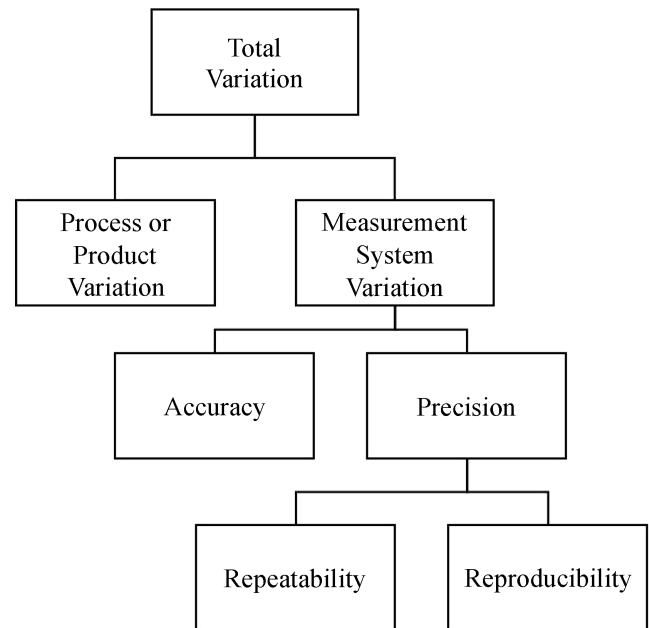 Total
Variation
Process or
Product
Variation
Measurement
System
Variation
Accuracy
Precision
Repeatability
Reproducibility